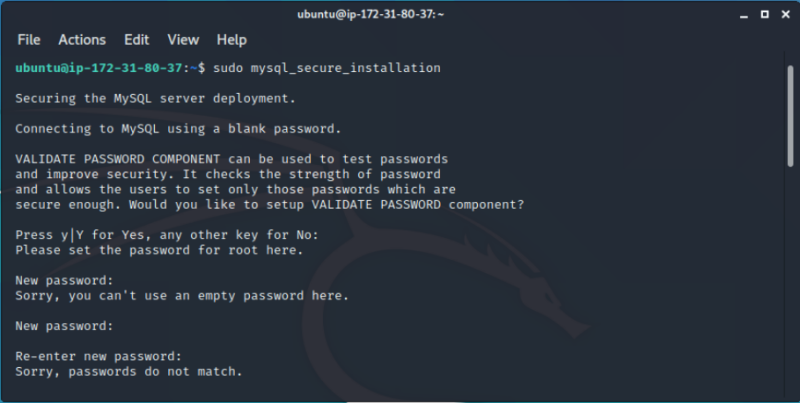 ubuntu@ip-172-31-80-37: ~
File Actions Edit View Help
ubuntu@ip-172-31-80-37:~$ sudo mysql_secure_installation
Securing the MySQL server deployment.
Connecting to MySQL using a blank password.
VALIDATE PASSWORD COMPONENT can be used to test passwords
and improve security. It checks the strength of password
and allows the users to set only those passwords which are
secure enough. Would you like to setup VALIDATE PASSWORD component?
Press y|Y for Yes, any other key for No:
Please set the password for root here.
New password:
Sorry, you can't use an empty password here.
New password:
Re-enter new password:
Sorry, passwords do not match.